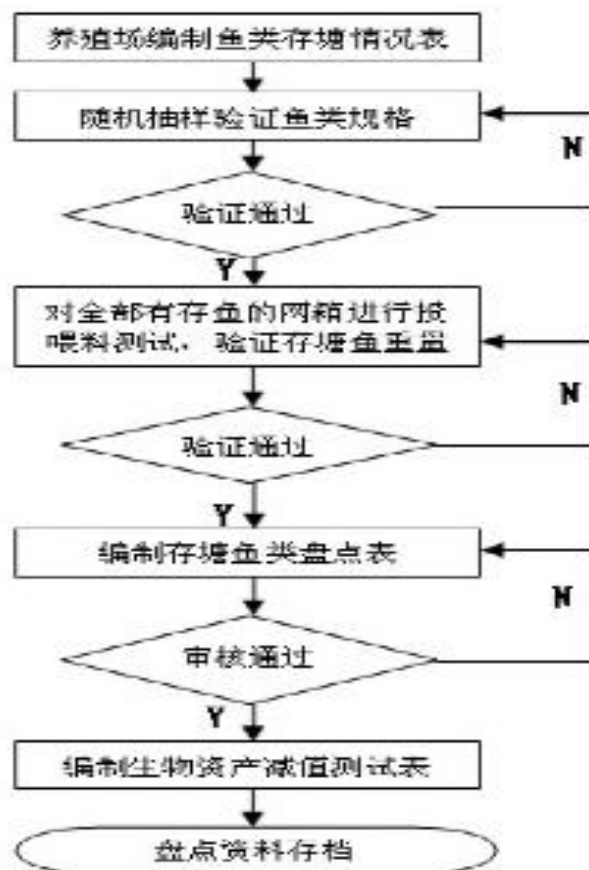 养殖场编制鱼类存塘情况表
随机抽样验证鱼类规格
N
验证通过
Y
对全部有存鱼的网箱进行投
喂料测试，验证存塘鱼重量
N
验证通过
Y
编制存塘鱼类盘点表
N
审核通过
Y
编制生物资产减值测试表
盘点资料存档